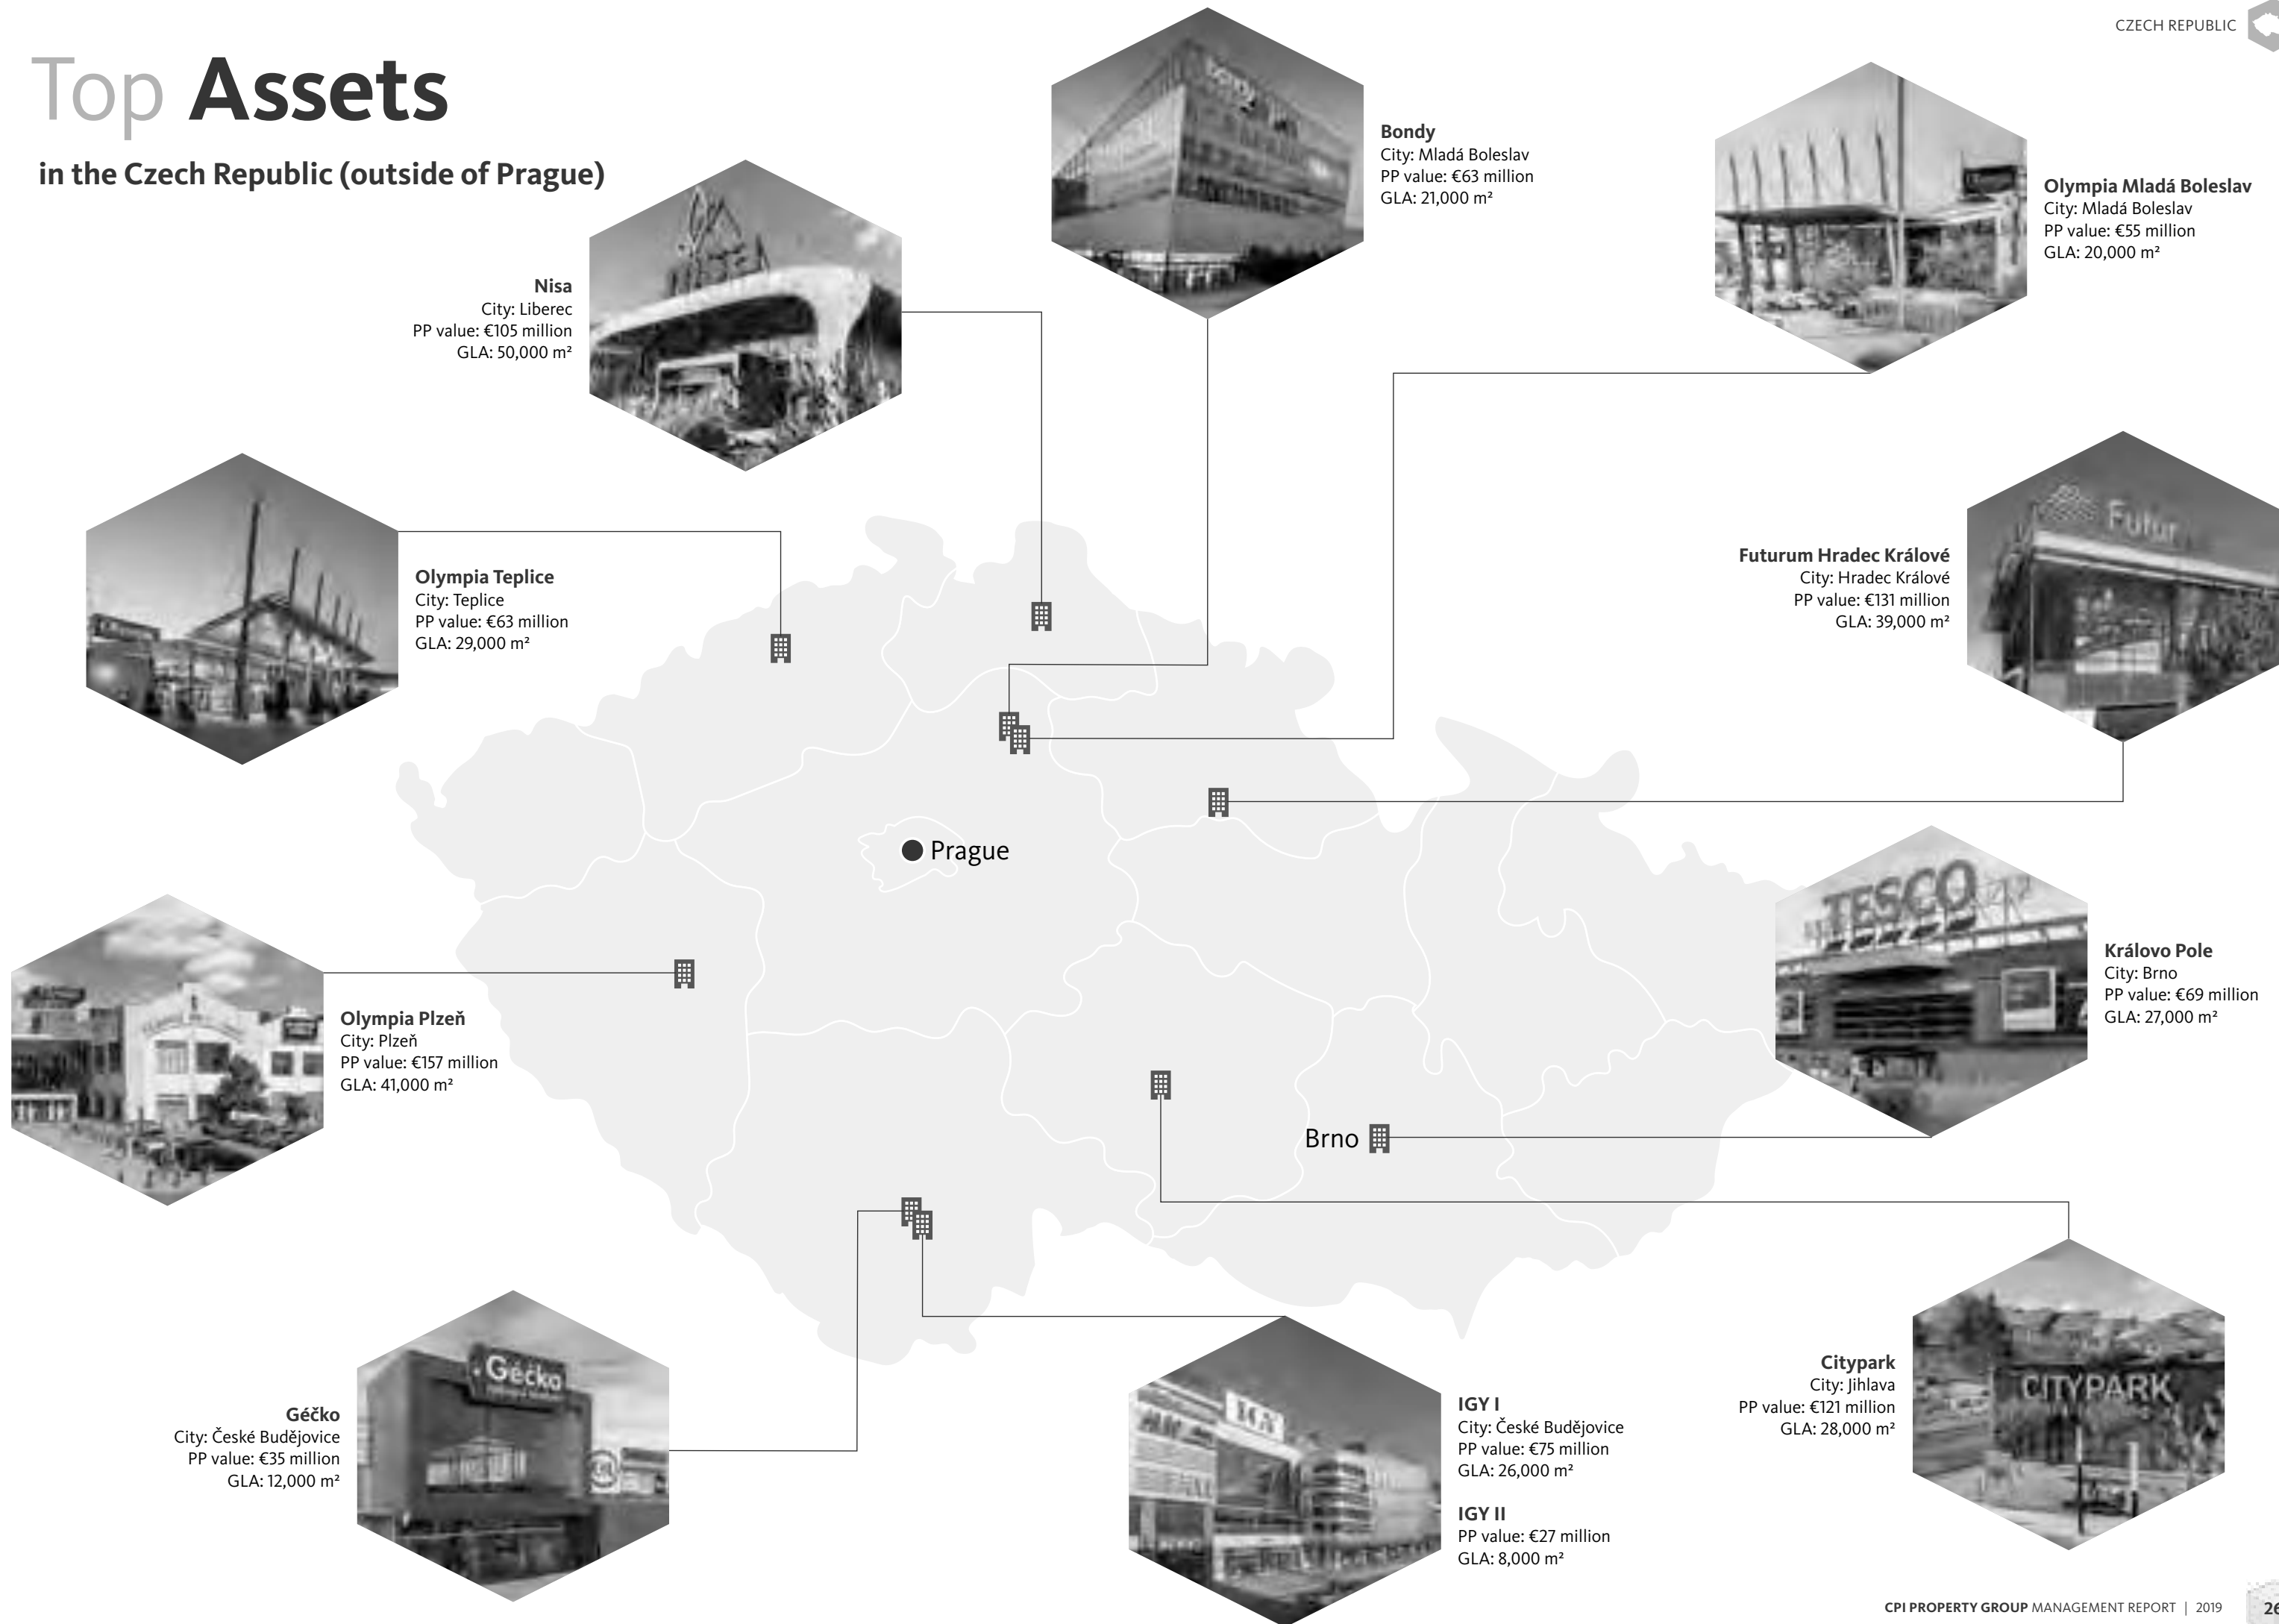 CZECH REPUBLIC
Top Assets
in the Czech Republic (outside of Prague)
Bondy
City: Mladá Boleslav
PP value: €63 million
GLA: 21,000 m²
Olympia Mladá Boleslav
City: Mladá Boleslav
PP value: €55 million
GLA: 20,000 m²
Nisa
City: Liberec
PP value: €105 million
GLA: 50,000 m²
Olympia Teplice
City: Teplice
PP value: €63 million
GLA: 29,000 m²
Futur
Futurum Hradec Králové
City: Hradec Králové
PP value: €131 million
GLA: 39,000 m²
Prague
TESCO
Královo Pole
City: Brno
PP value: €69 million
GLA: 27,000 m²
Olympia Plzeň
City: Plzeň
PP value: €157 million
GLA: 41,000 m²
Brno
Géčko
Géčko
City: České Budějovice
PP value: €35 million
GLA: 12,000 m²
IGY I
City: České Budějovice
PP value: €75 million
GLA: 26,000 m²
IGY II
PP value: €27 million
GLA: 8,000 m²
Citypark
City: Jihlava
PP value: €121 million
GLA: 28,000 m²
CITYPARK
CPI PROPERTY GROUP MANAGEMENT REPORT | 2019